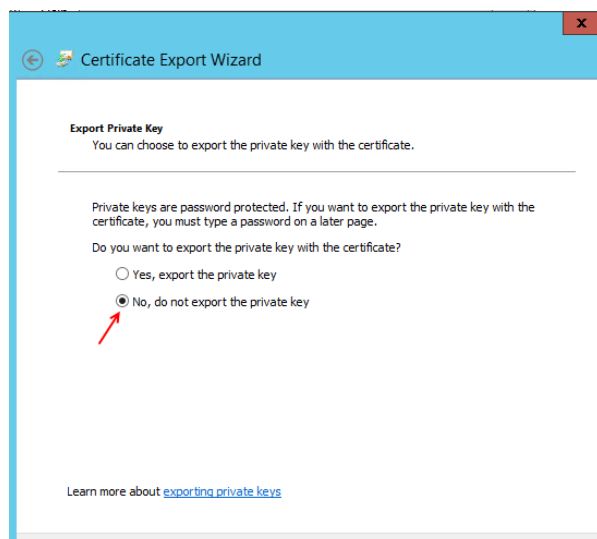 x
Certificate Export Wizard
Export Private Key
You can choose to export the private key with the certificate.
Private keys are password protected. If you want to export the private key with the
certificate, you must type a password on a later page.
Do you want to export the private key with the certificate?
Yes, export the private key
No, do not export the private key
Learn more about exporting private keys